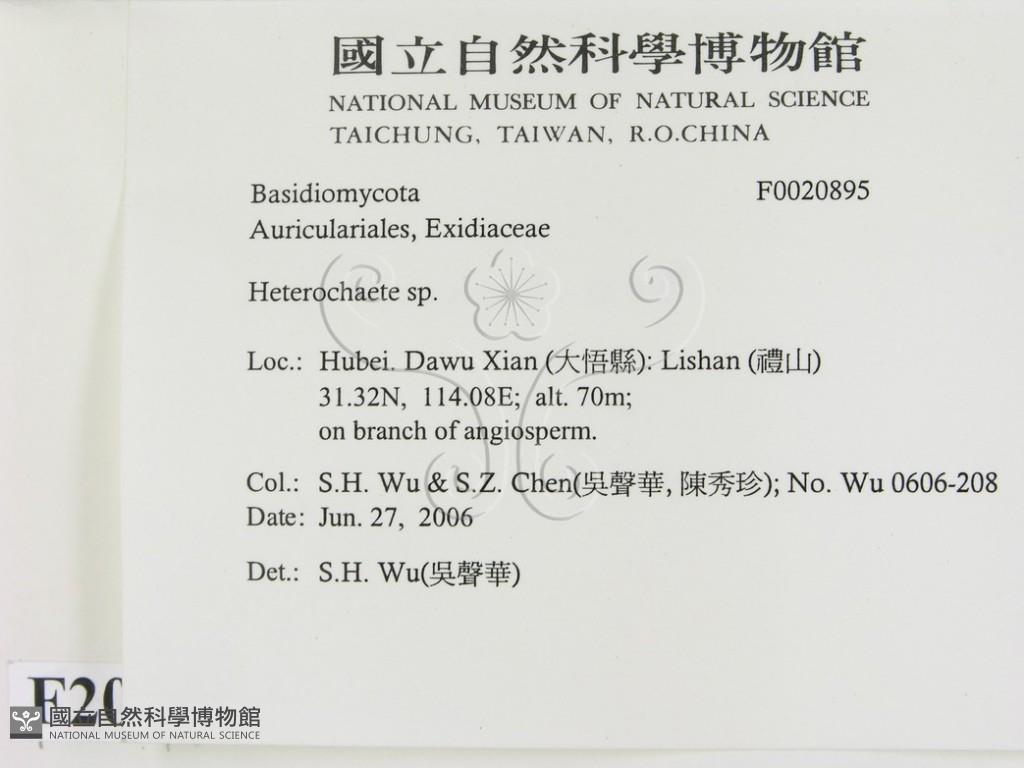 國立自然科學博物館
NATIONAL MUSEUM OF NATURAL SCIENCE
TAICHUNG, TAIWAN, R.O.CHINA
Basidiomycota F0020895
Auriculariales, Exidiaceae
Heterochaete sp.
Loc.: Hubei. Dawu Xian (大悟縣): Lishan (禮山)
31.32N, 114.08E; alt. 70m;
on branch of angiosperm.
Col.: S.H. Wu & S.Z. Chen(吳聲華, 陳秀珍); No. Wu 0606-208
Date: Jun. 27, 2006
Det.: S.H. Wu(吳聲華)
F20
國立自然科學博物館
NATIONAL MUSEUM OF NATURAL SCIENCE